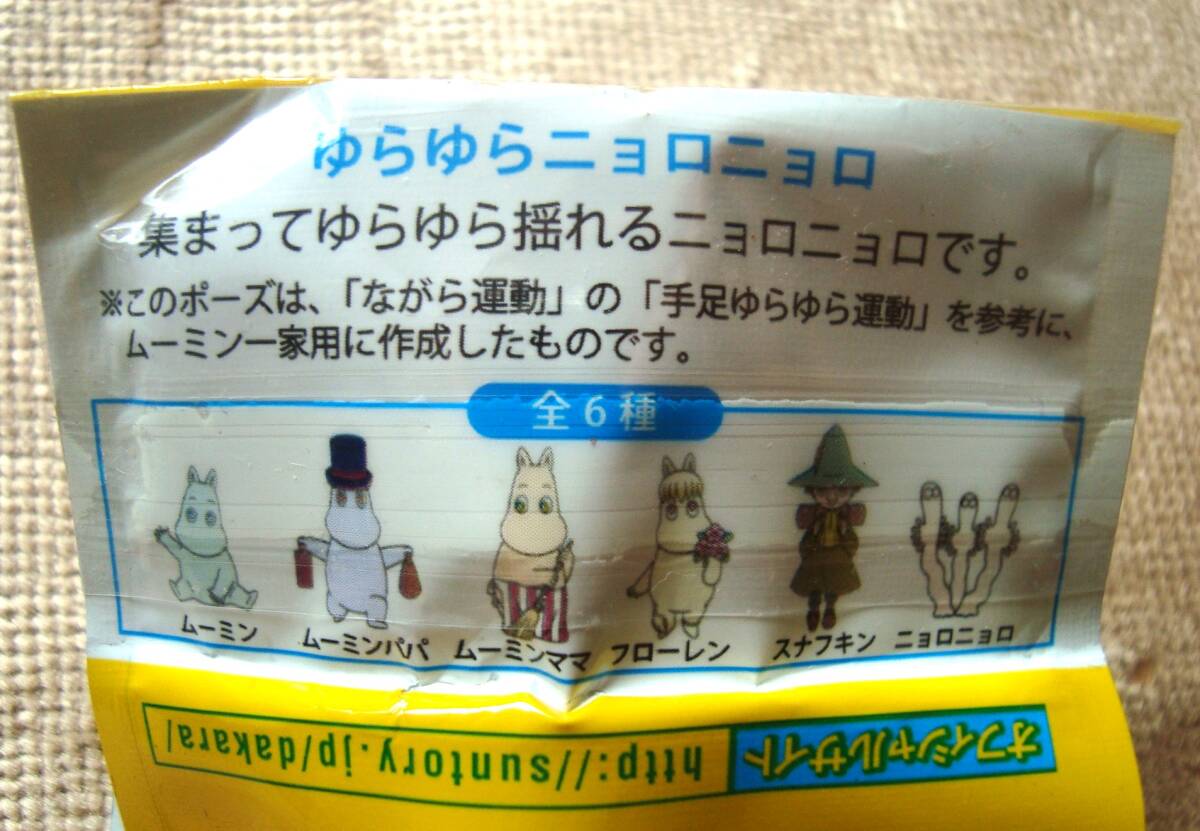 ゆらゆらニョロニョロ
集まってゆらゆら揺れるニョロニョロです。
※このポーズは、「ながら運動」の「手足ゆらゆら運動」を参考に、
ムーミン一家用に作成したものです。
全6種
ムーミン
ムーミンパパ
ムーミンママ
フローレン
スナフキン
ニョロニョロ
オフィシャルサイト
http://suntory.jp/dakara/